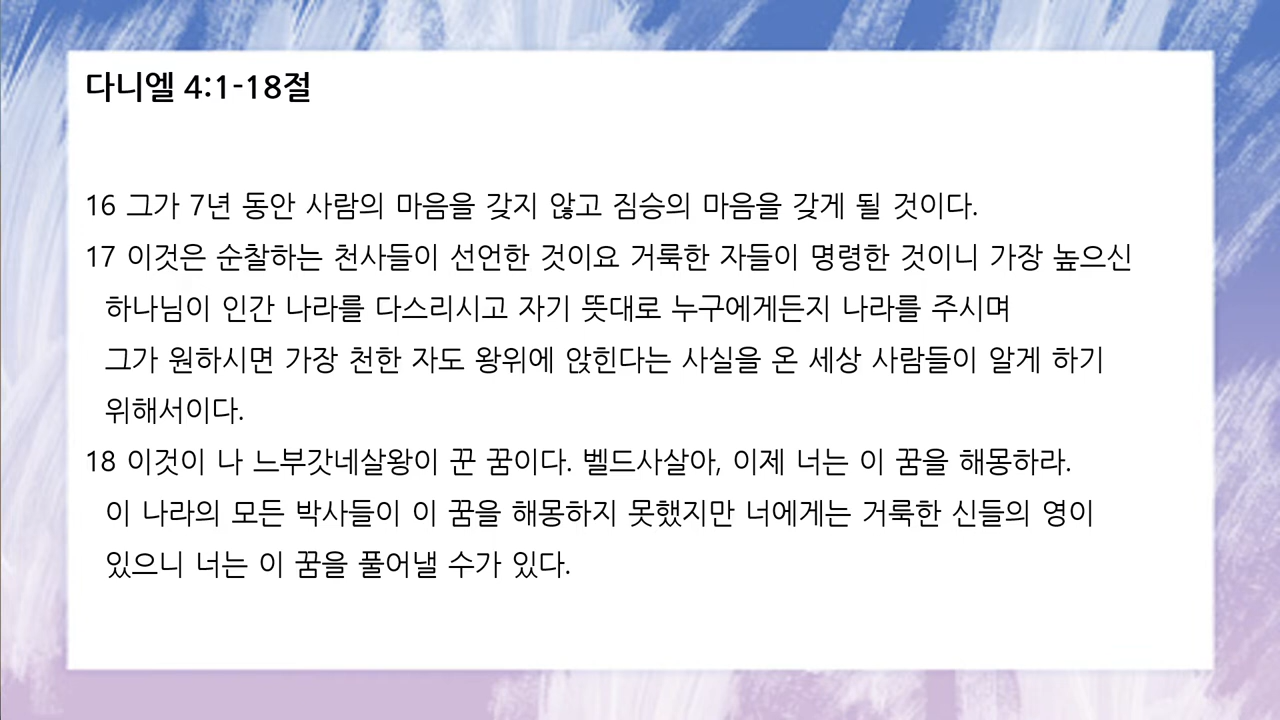 다니엘 4:1-18절
16 그가 7년 동안 사람의 마음을 갖지 않고 짐승의 마음을 갖게 될 것이다.
17 이것은 순찰하는 천사들이 선언한 것이요 거룩한 자들이 명령한 것이니 가장 높으신
하나님이 인간 나라를 다스리시고 자기 뜻대로 누구에게든지 나라를 주시며
그가 원하시면 가장 천한 자도 왕위에 앉힌다는 사실을 온 세상 사람들이 알게 하기
위해서이다.
18 이것이 나 느부갓네살왕이 꾼 꿈이다. 벨드사살아, 이제 너는 이 꿈을 해몽하라.
이 나라의 모든 박사들이 이 꿈을 해몽하지 못했지만 너에게는 거룩한 신들의 영이
있으니 너는 이 꿈을 풀어낼 수가 있다.